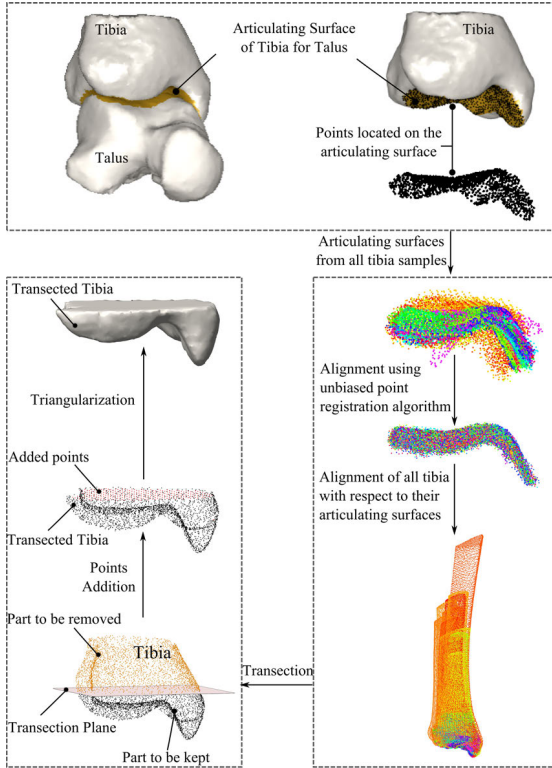 Tibia
Articulating Surface
of Tibia for Talus
Tibia
Talus
Points located on the
articulating surface
Articulating surfaces
from all tibia samples
Alignment using
unbiased point
registration algorithm
Alignment of all tibia
with respect to their
articulating surfaces
Transection
Transected Tibia
Triangularization
Added points
Transected Tibia
Points
Addition
Part to be removed
Tibia
Transection Plane
Part to be kept